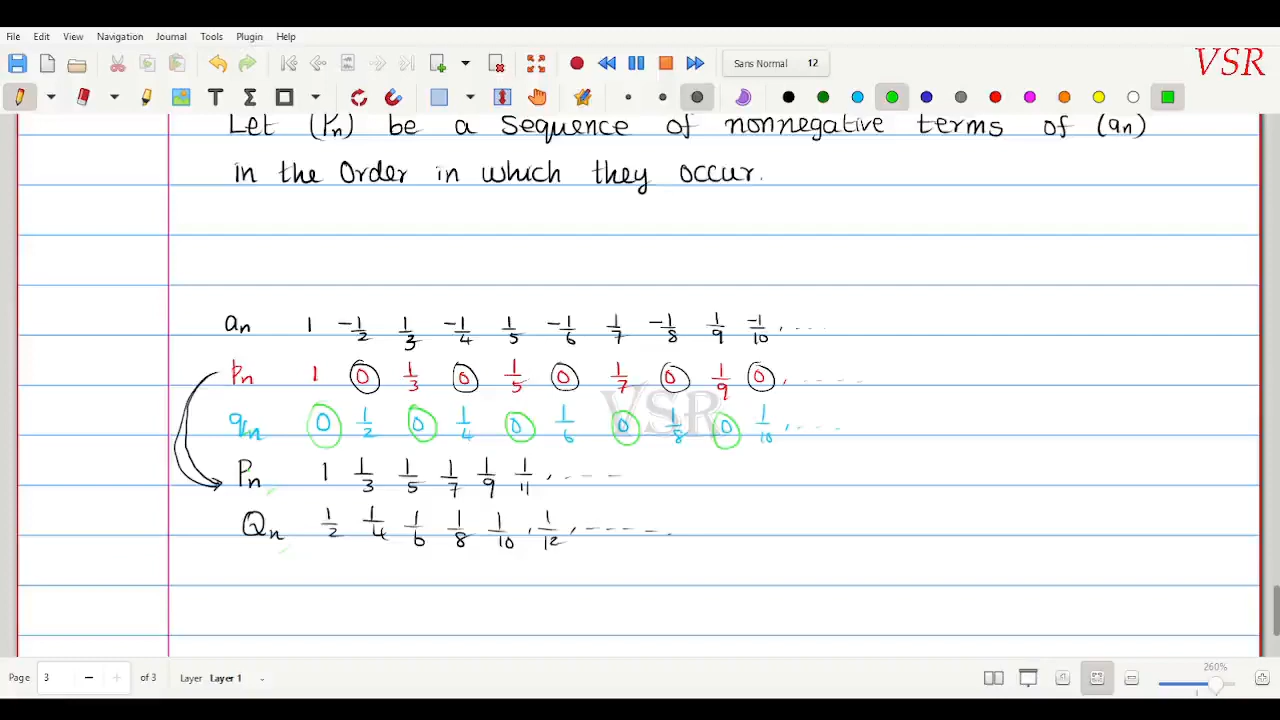 File Edit View Navigation Journal Tools Plugin Help
VSR
Sans Normal 12
Let (Pn) be a Sequence of nonnegative terms of (an)
in the Order in which they occur.
an 1 -1/2 1/3 -1/4 1/5 -1/6 1/7 -1/8 1/9 -1/10, ----
pn 1 0 1/3 0 1/5 0 1/7 0 1/9 0, -----
qn 0 1/2 0 1/4 0 1/6 0 1/8 0 1/10, ----
VSR
Pn 1 1/3 1/5 1/7 1/9 1/11, -----
Qn 1/2 1/4 1/6 1/8 1/10, 1/12, ------
Page 3 of 3 Layer Layer 1 260%